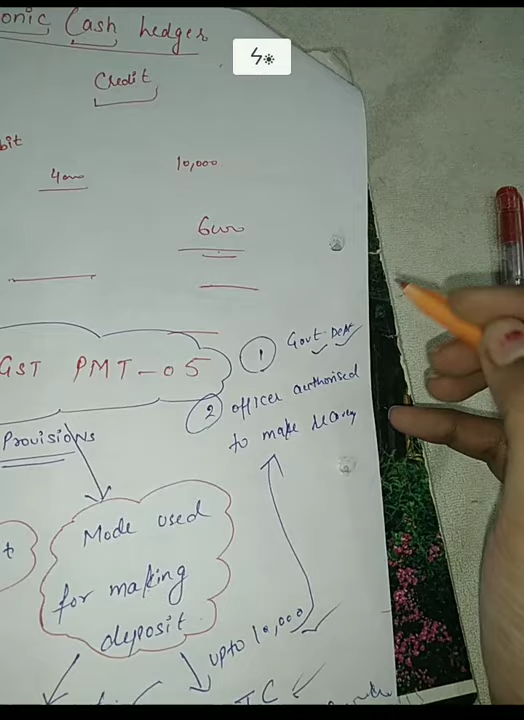 onic Cash Ledger
Credit
bit
4000
10,000
6000
GST PMT-05
① Govt. Dept
② officer authorised
to make
Provisions
t
Mode used
for making
deposit
upto 10,000
TC